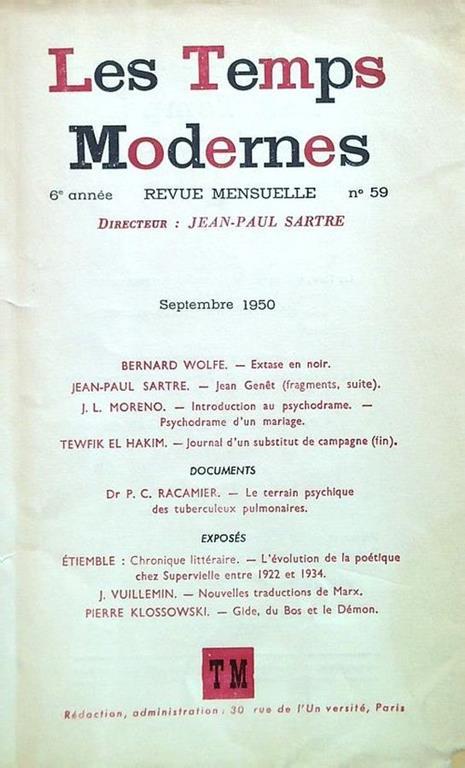 Les Temps
Modernes
6e année REVUE MENSUELLE no 59
DIRECTEUR : JEAN-PAUL SARTRE
Septembre 1950
BERNARD WOLFE. — Extase en noir.
JEAN-PAUL SARTRE. — Jean Genêt (fragments, suite).
J. L. MORENO. — Introduction au psychodrame. —
Psychodrame d'un mariage.
TEWFIK EL HAKIM. — Journal d'un substitut de campagne (fin).
DOCUMENTS
Dr P. C. RACAMIER. — Le terrain psychique
des tuberculeux pulmonaires.
EXPOSÉS
ÉTIEMBLE : Chronique littéraire. — L'évolution de la poétique
chez Supervielle entre 1922 et 1934.
J. VUILLEMIN. — Nouvelles traductions de Marx.
PIERRE KLOSSOWSKI. — Gide, du Bos et le Démon.
TM
Rédaction, administration : 30 rue de l'Un versité, Paris